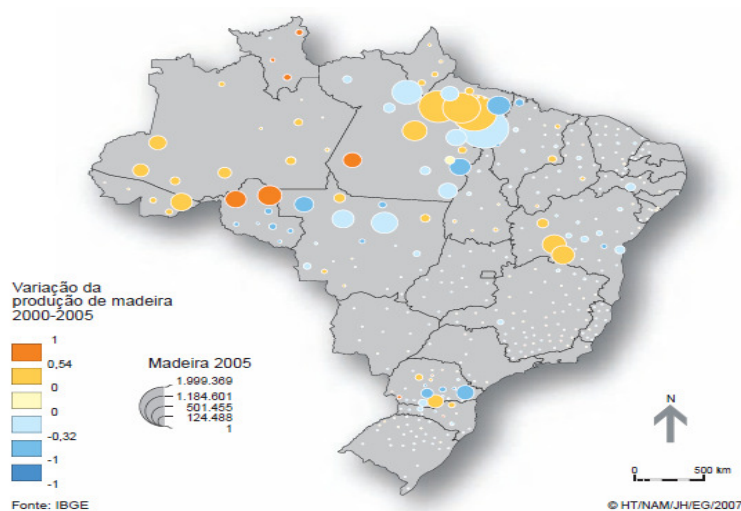 Variação da
produção de madeira
2000-2005
1
0,54
0
0
-0,32
-1
-1
Madeira 2005
1.999.369
1.184.601
501.455
124.488
1
N
0 500 km
Fonte: IBGE
© HT/NAM/JH/EG/2007